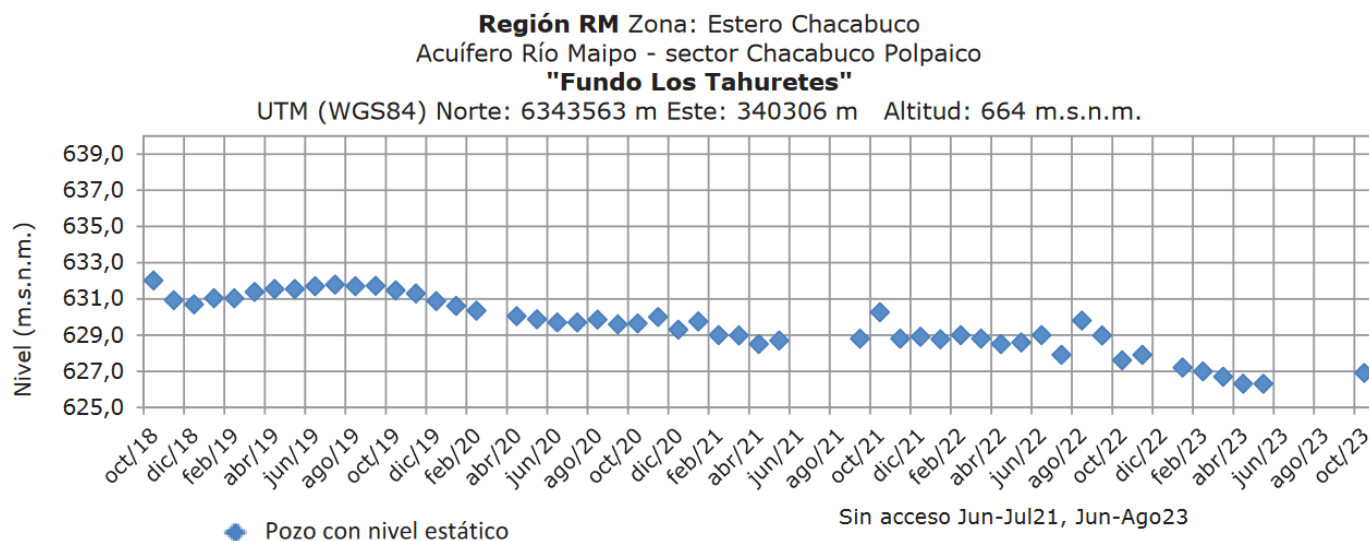 Región RM Zona: Estero Chacabuco
Acuífero Río Maipo - sector Chacabuco Polpaico
"Fundo Los Tahuretes"
UTM (WGS84) Norte: 6343563 m Este: 340306 m Altitud: 664 m.s.n.m.
Nivel (m.s.n.m.)
639,0
637,0
635,0
633,0
631,0
629,0
627,0
625,0
oct/18
dic/18
feb/19
abr/19
jun/19
ago/19
oct/19
dic/19
feb/20
abr/20
jun/20
ago/20
oct/20
dic/20
feb/21
abr/21
jun/21
ago/21
oct/21
dic/21
feb/22
abr/22
jun/22
ago/22
oct/22
dic/22
feb/23
abr/23
jun/23
ago/23
oct/23
Pozo con nivel estático
Sin acceso Jun-Jul21, Jun-Ago23